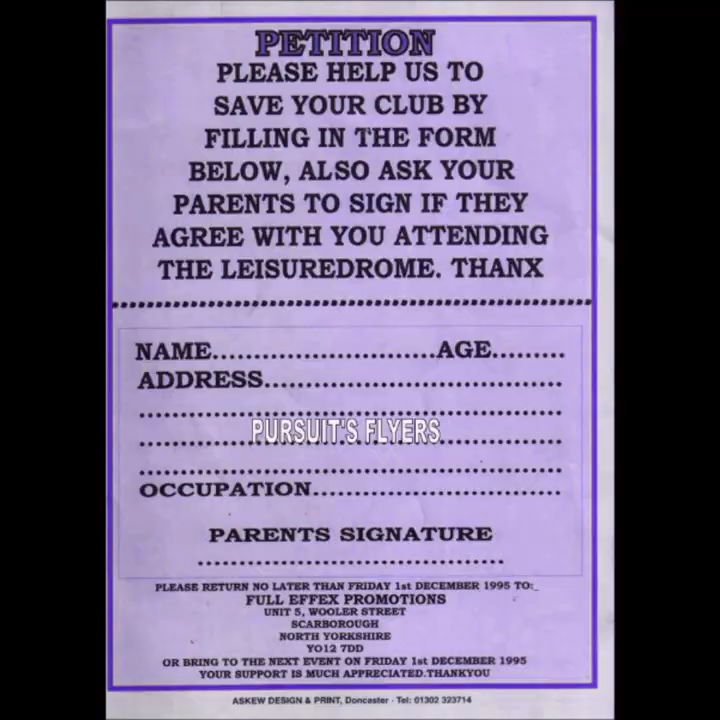 PETITION
PLEASE HELP US TO
SAVE YOUR CLUB BY
FILLING IN THE FORM
BELOW, ALSO ASK YOUR
PARENTS TO SIGN IF THEY
AGREE WITH YOU ATTENDING
THE LEISUREDROME. THANX
NAME............................AGE.........
ADDRESS.....................................
PURSUIT'S FLYERS
OCCUPATION...............................
PARENTS SIGNATURE
PLEASE RETURN NO LATER THAN FRIDAY 1st DECEMBER 1995 TO:_
FULL EFFEX PROMOTIONS
UNIT 5, WOOLER STREET
SCARBOROUGH
NORTH YORKSHIRE
YO12 7DD
OR BRING TO THE NEXT EVENT ON FRIDAY 1st DECEMBER 1995
YOUR SUPPORT IS MUCH APPRECIATED.THANKYOU
ASKEW DESIGN & PRINT, Doncaster - Tel: 01302 323714